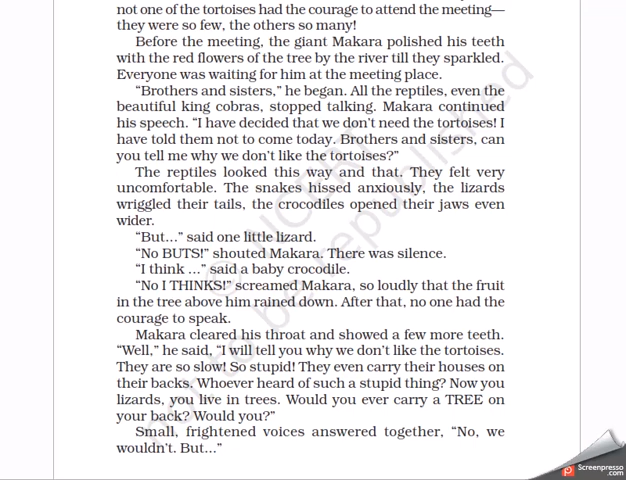 not one of the tortoises had the courage to attend the meeting—
they were so few, the others so many!
Before the meeting, the giant Makara polished his teeth
with the red flowers of the tree by the river till they sparkled.
Everyone was waiting for him at the meeting place.
“Brothers and sisters,” he began. All the reptiles, even the
beautiful king cobras, stopped talking. Makara continued
his speech. “I have decided that we don’t need the tortoises! I
have told them not to come today. Brothers and sisters, can
you tell me why we don’t like the tortoises?”
The reptiles looked this way and that. They felt very
uncomfortable. The snakes hissed anxiously, the lizards
wriggled their tails, the crocodiles opened their jaws even
wider.
“But...” said one little lizard.
“No BUTS!” shouted Makara. There was silence.
“I think ...” said a baby crocodile.
“No I THINKS!” screamed Makara, so loudly that the fruit
in the tree above him rained down. After that, no one had the
courage to speak.
Makara cleared his throat and showed a few more teeth.
“Well,” he said, “I will tell you why we don’t like the tortoises.
They are so slow! So stupid! They even carry their houses on
their backs. Whoever heard of such a stupid thing? Now you
lizards, you live in trees. Would you ever carry a TREE on
your back? Would you?”
Small, frightened voices answered together, “No, we
wouldn’t. But...”
© NCERT
not to be republished
Screenpresso
.com